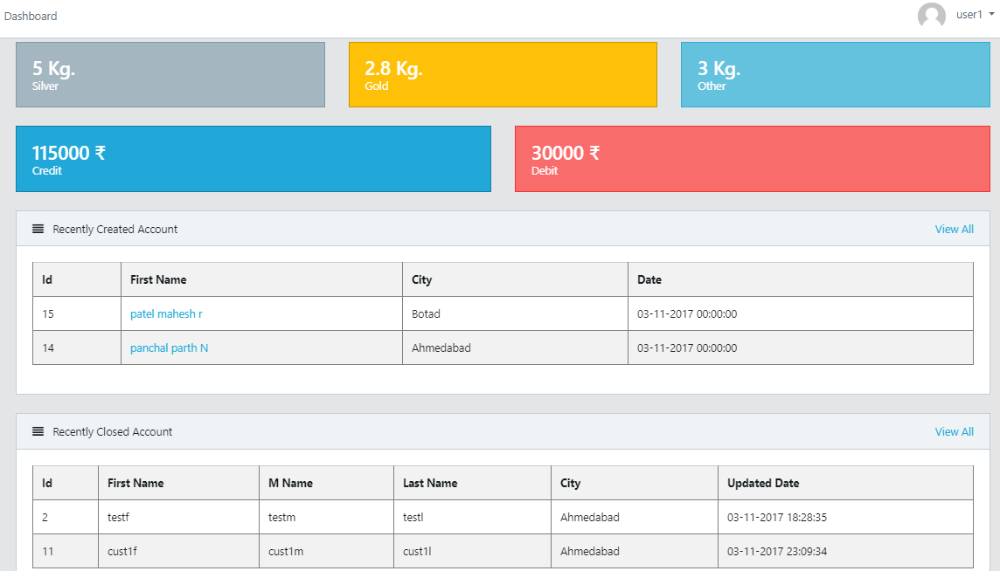 Dashboard
user1
5 Kg.
Silver
2.8 Kg.
Gold
3 Kg.
Other
115000 ₹
Credit
30000 ₹
Debit
Recently Created Account View All
Id First Name City Date
15 patel mahesh r Botad 03-11-2017 00:00:00
14 panchal parth N Ahmedabad 03-11-2017 00:00:00
Recently Closed Account View All
Id First Name M Name Last Name City Updated Date
2 testf testm testl Ahmedabad 03-11-2017 18:28:35
11 cust1f cust1m cust1l Ahmedabad 03-11-2017 23:09:34